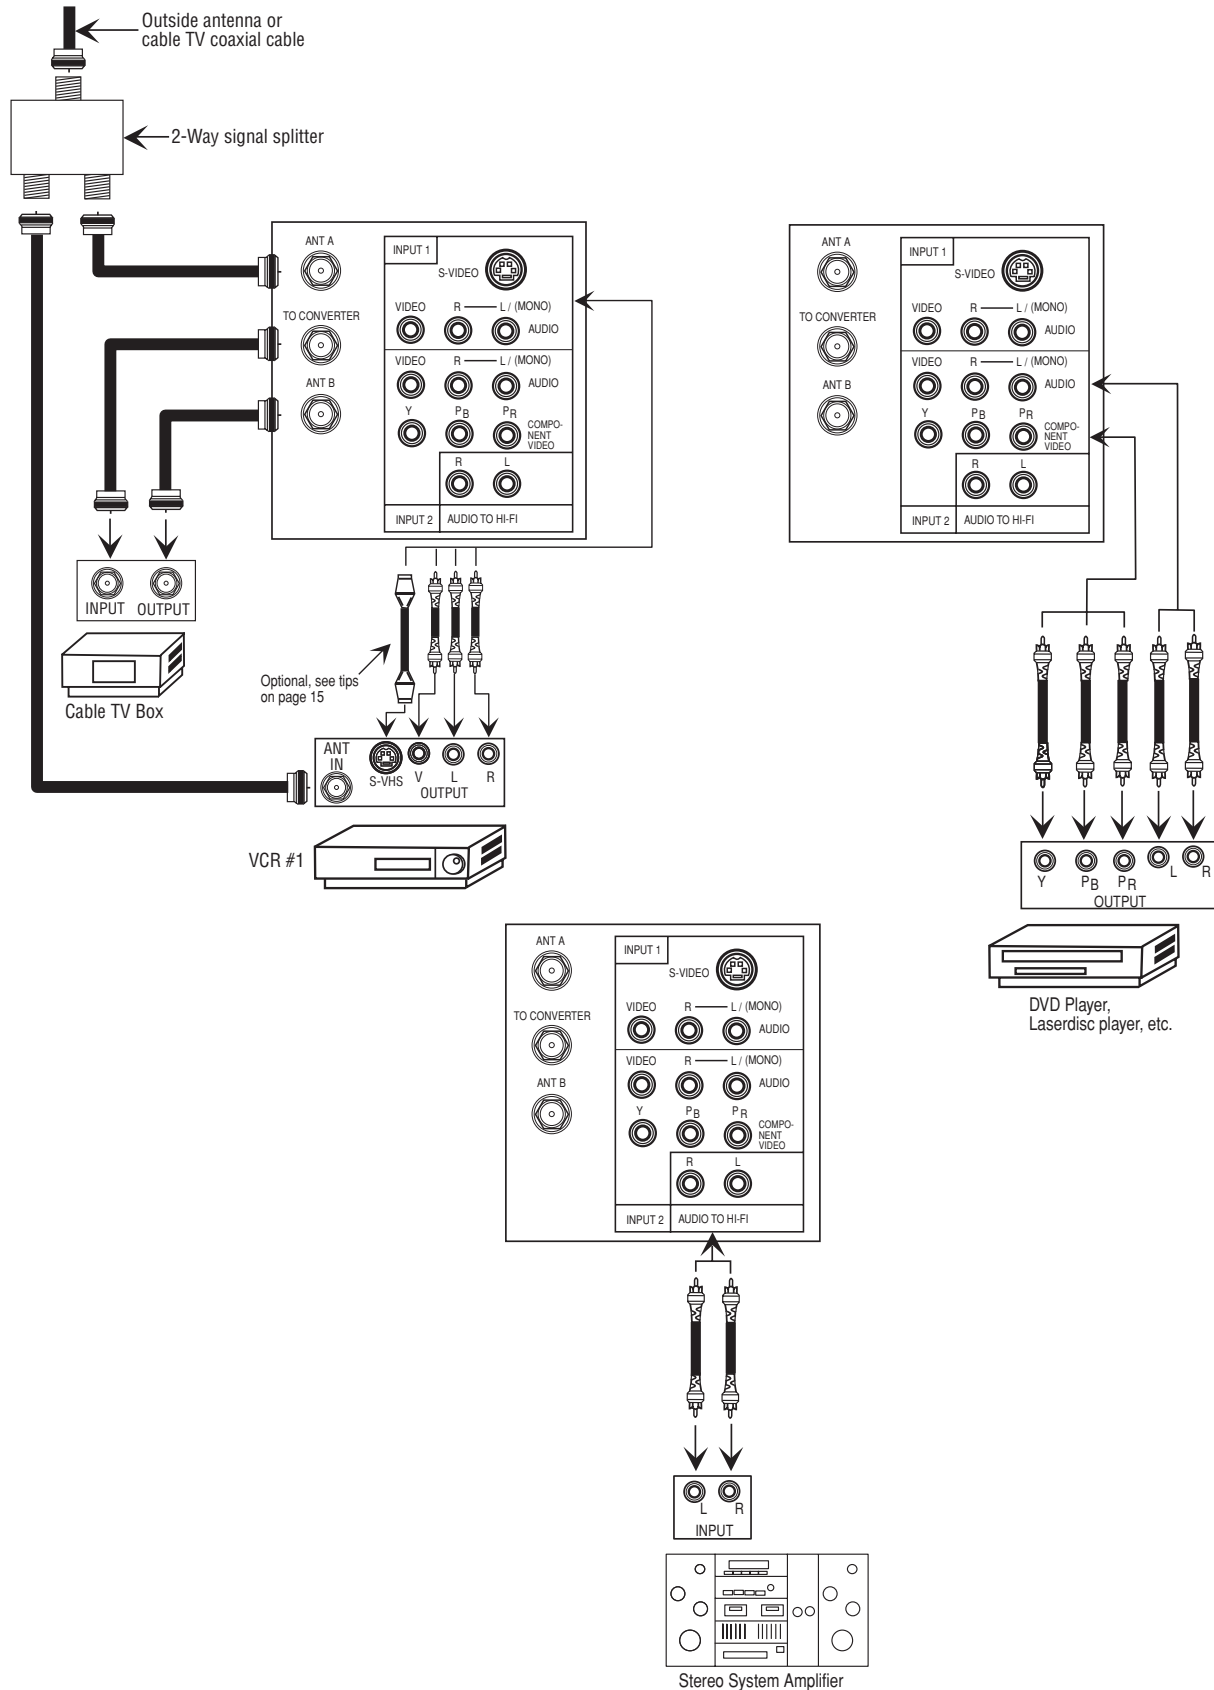 Outside antenna or
cable TV coaxial cable
2-Way signal splitter
ANT A
INPUT 1
S-VIDEO
TO CONVERTER
VIDEO R L / (MONO)
AUDIO
VIDEO R L / (MONO)
ANT B
AUDIO
Y PB PR
COMPO-
NENT
VIDEO
R L
INPUT 2 AUDIO TO HI-FI
INPUT OUTPUT
Cable TV Box
Optional, see tips
on page 15
ANT
IN
S-VHS V L R
OUTPUT
VCR #1
ANT A
INPUT 1
S-VIDEO
TO CONVERTER
VIDEO R L / (MONO)
AUDIO
VIDEO R L / (MONO)
ANT B
AUDIO
Y PB PR
COMPO-
NENT
VIDEO
R L
INPUT 2 AUDIO TO HI-FI
Y PB PR L R
OUTPUT
DVD Player,
Laserdisc player, etc.
ANT A
INPUT 1
S-VIDEO
TO CONVERTER
VIDEO R L / (MONO)
AUDIO
VIDEO R L / (MONO)
ANT B
AUDIO
Y PB PR
COMPO-
NENT
VIDEO
R L
INPUT 2 AUDIO TO HI-FI
L R
INPUT
Stereo System Amplifier